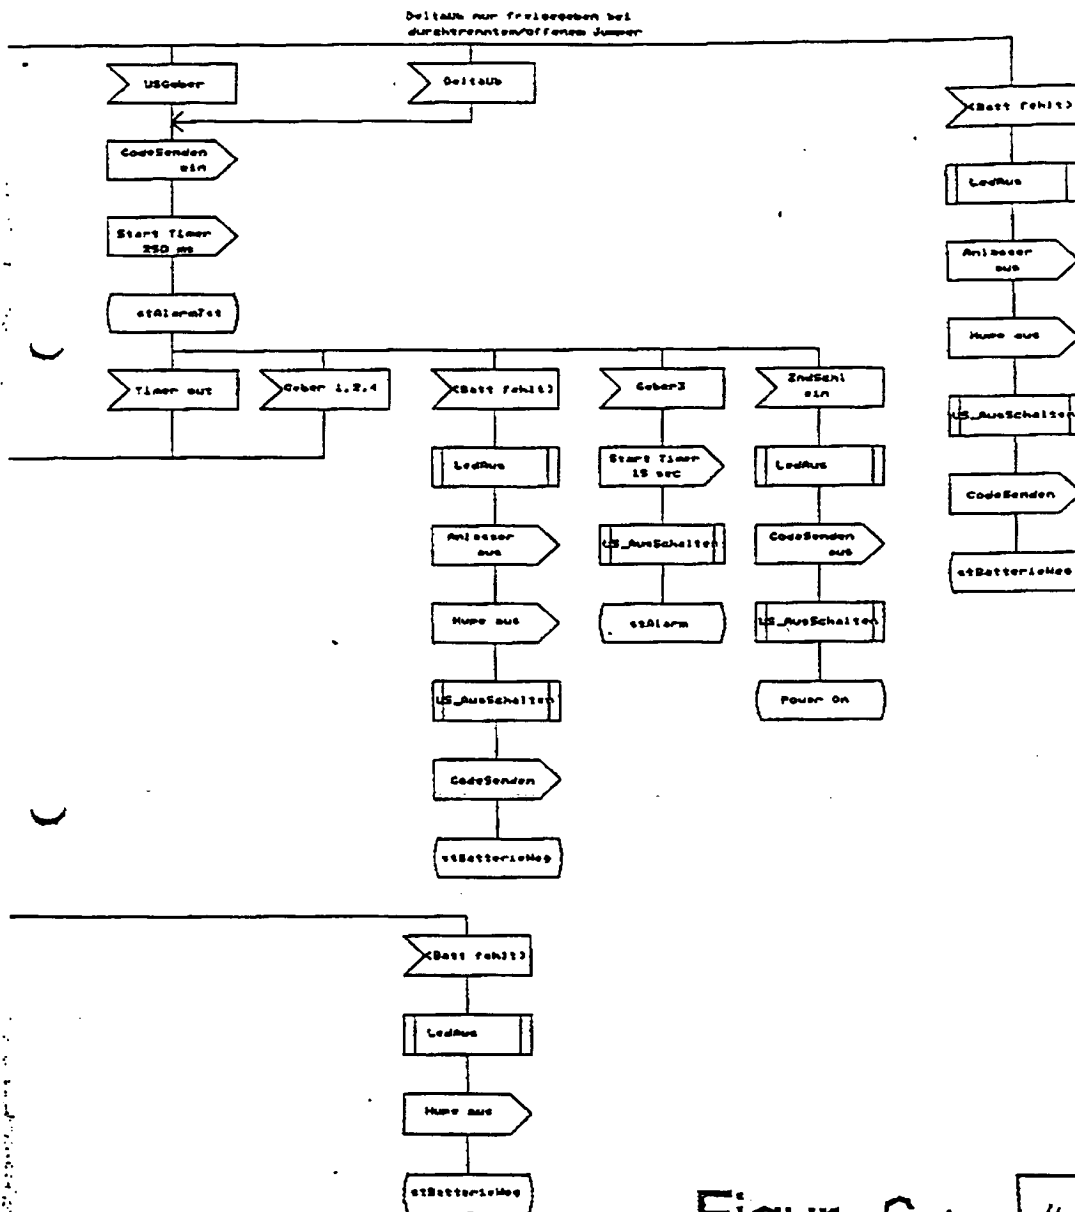 DeltaUb nur freigegeben bei
durchtrenntem/offenem Jumper
USGeber
DeltaUb
<Batt fehlt>
CodeSenden
ein
LedAus
Start Timer
250 ms
Anlasser
aus
stAlarmTst
Hupe aus
Timer out
Geber 1,2,4
<Batt fehlt>
Geber3
ZndSchl
ein
US_AusSchalten
LedAus
Start Timer
15 sec
LedAus
CodeSenden
Anlasser
aus
US_AusSchalten
CodeSenden
aus
stBatterieWeg
Hupe aus
stAlarm
US_AusSchalten
US_AusSchalten
Power On
CodeSenden
stBatterieWeg
<Batt fehlt>
LedAus
Hupe aus
stBatterieWeg